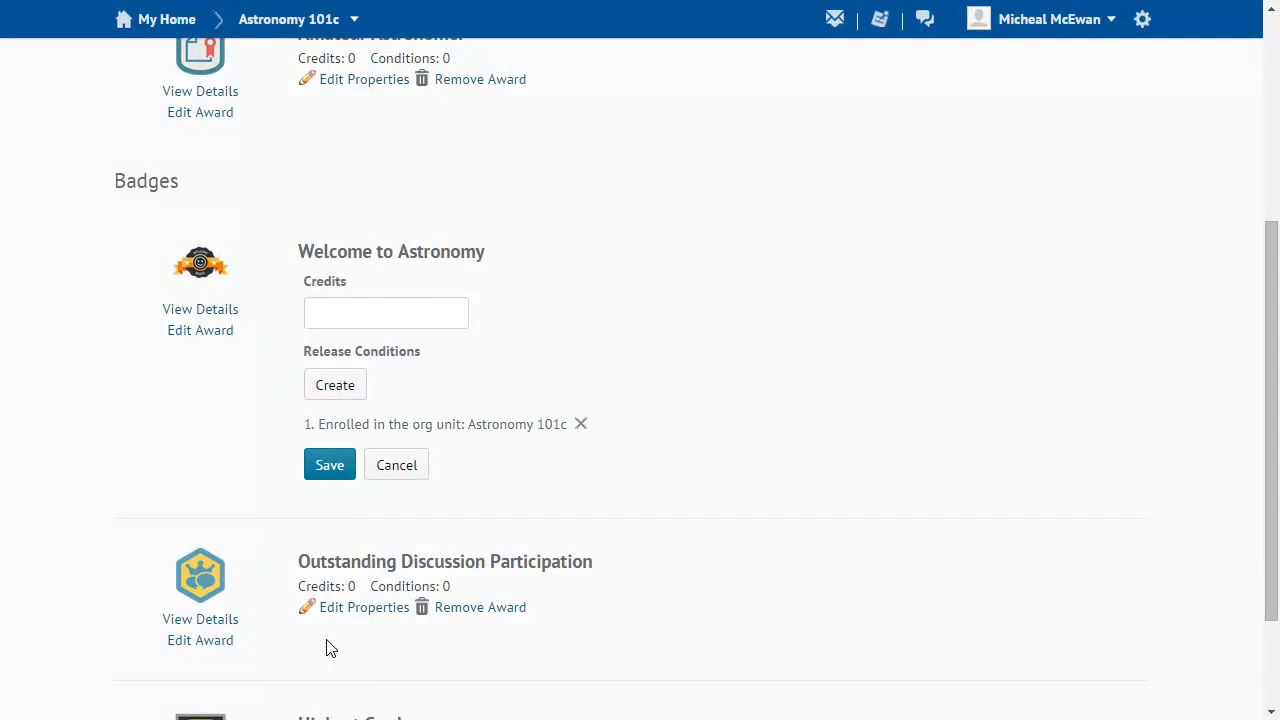 My Home Astronomy 101c Micheal McEwan
Credits: 0 Conditions: 0
Edit Properties Remove Award
View Details
Edit Award
Badges
Welcome to Astronomy
Credits
View Details
Edit Award
Release Conditions
Create
1. Enrolled in the org unit: Astronomy 101c
Save Cancel
Outstanding Discussion Participation
Credits: 0 Conditions: 0
Edit Properties Remove Award
View Details
Edit Award